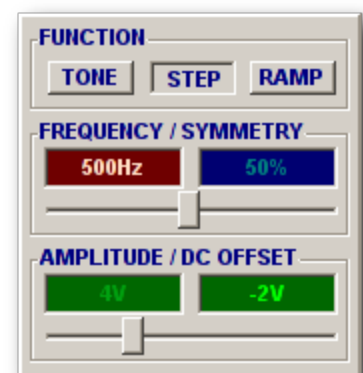 FUNCTION
TONE STEP RAMP
FREQUENCY / SYMMETRY
500Hz 50%
AMPLITUDE / DC OFFSET
4V -2V